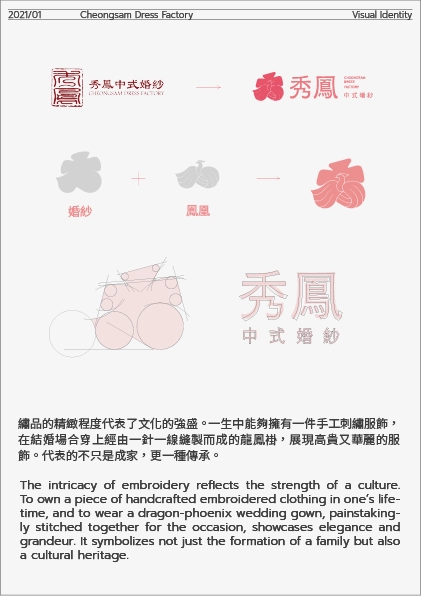 2021/01 Cheongsam Dress Factory Visual Identity
秀鳳中式婚紗
CHEONGSAM DRESS FACTORY
秀鳳
CHEONGSAM
DRESS
FACTORY
中式婚紗
婚紗
鳳凰
秀鳳
中式婚紗
繡品的精緻程度代表了文化的強盛。一生中能夠擁有一件手工刺繡服飾，
在結婚場合穿上經由一針一線縫製而成的龍鳳褂，展現高貴又華麗的服
飾。代表的不只是成家，更一種傳承。
The intricacy of embroidery reflects the strength of a culture.
To own a piece of handcrafted embroidered clothing in one’s life-
time, and to wear a dragon-phoenix wedding gown, painstaking-
ly stitched together for the occasion, showcases elegance and
grandeur. It symbolizes not just the formation of a family but also
a cultural heritage.